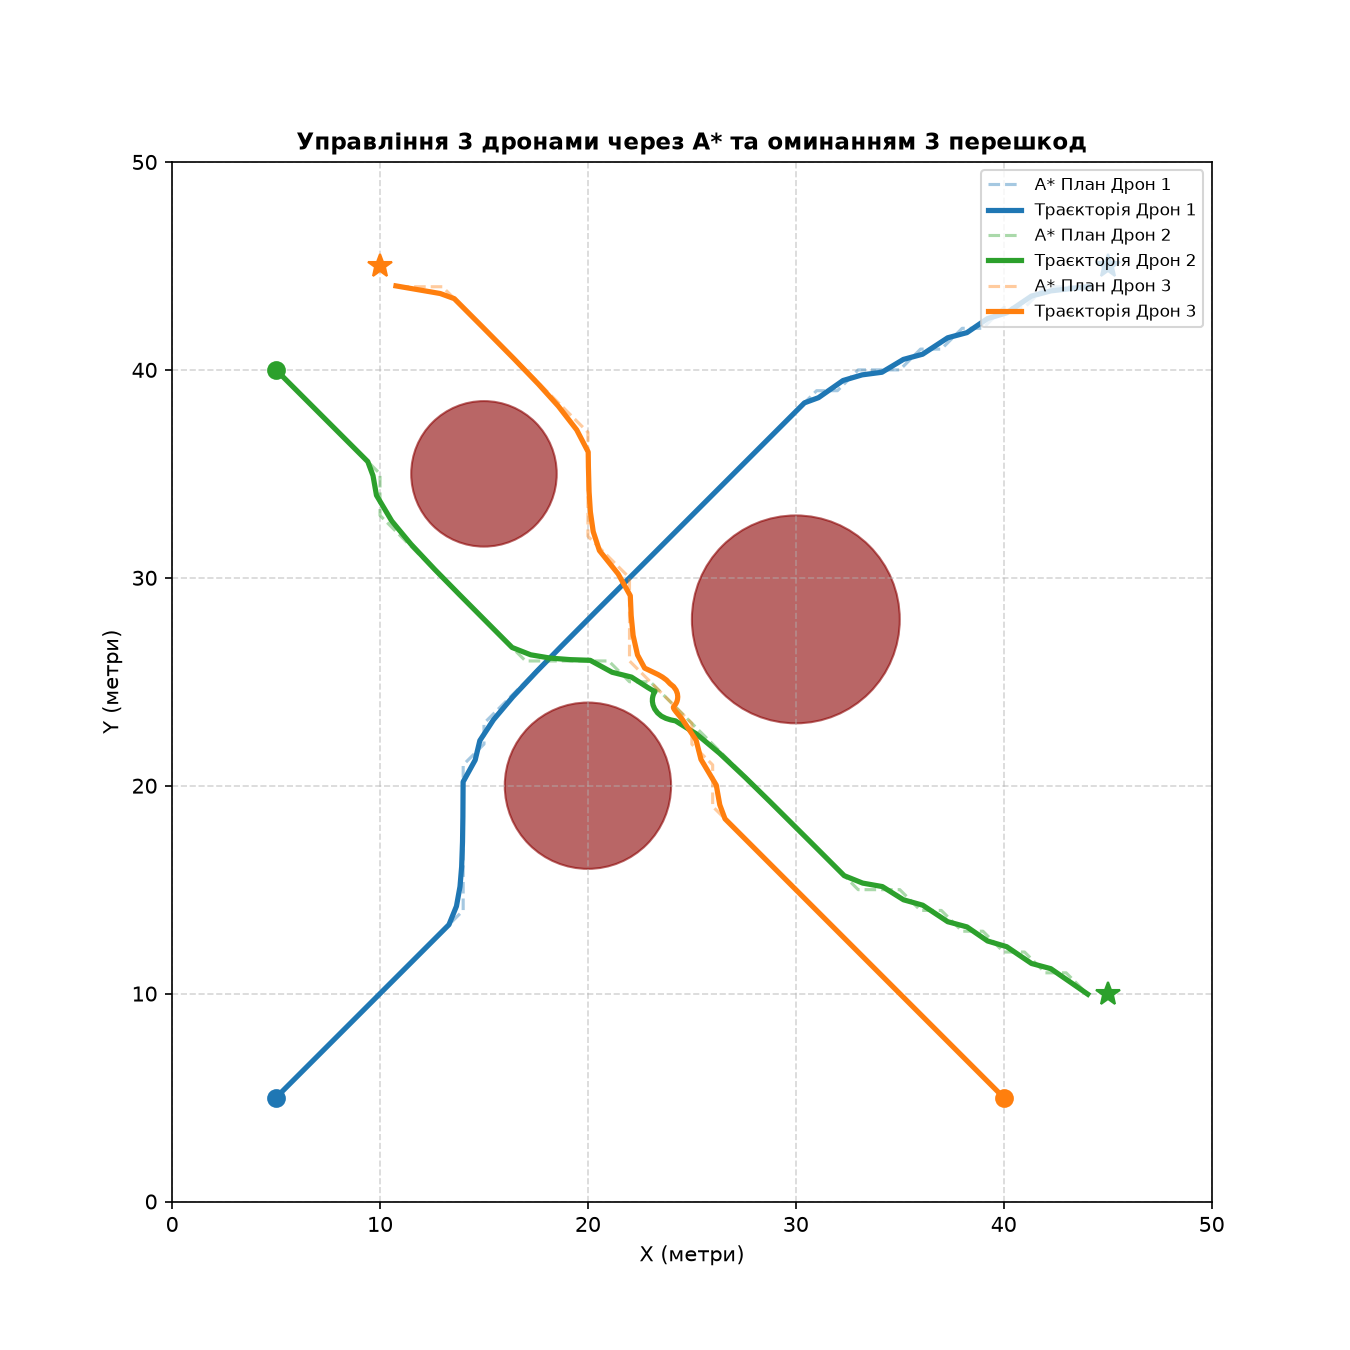 Управління 3 дронами через A* та оминанням 3 перешкод
A* План Дрон 1
Траєкторія Дрон 1
A* План Дрон 2
Траєкторія Дрон 2
A* План Дрон 3
Траєкторія Дрон 3
50
40
30
20
10
0
Y (метри)
0 10 20 30 40 50
X (метри)